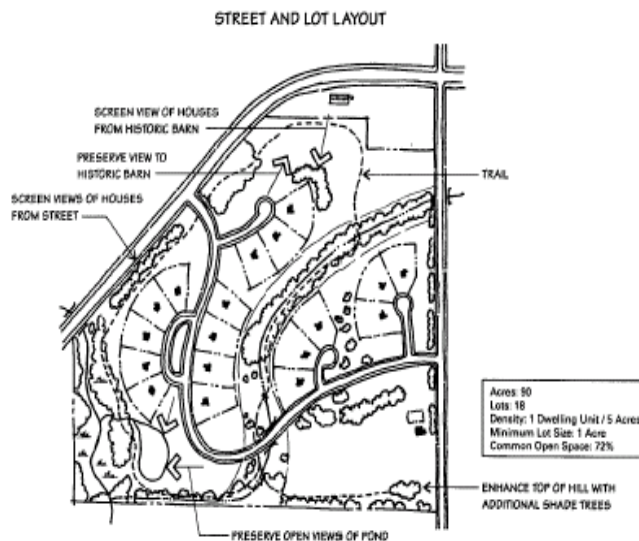 STREET AND LOT LAYOUT
SCREEN VIEW OF HOUSES
FROM HISTORIC BARN
PRESERVE VIEW TO
HISTORIC BARN
TRAIL
SCREEN VIEWS OF HOUSES
FROM STREET
Acres: 90
Lots: 18
Density: 1 Dwelling Unit / 5 Acres
Minimum Lot Size: 1 Acre
Common Open Space: 72%
ENHANCE TOP OF HILL WITH
ADDITIONAL SHADE TREES
PRESERVE OPEN VIEWS OF POND